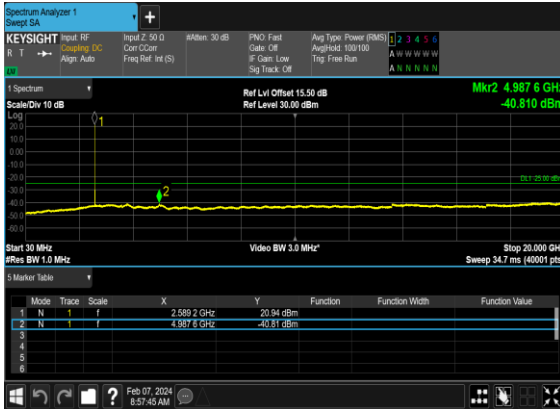 Spectrum Analyzer 1
Swept SA
+
KEYSIGHT
R T
LW
Input: RF
Coupling: DC
Align: Auto
Input Z: 50 Ω
Corr CCorr
Freq Ref: Int (S)
#Atten: 30 dB
PNO: Fast
Gate: Off
IF Gain: Low
Sig Track: Off
Avg Type: Power (RMS)
Avg|Hold: 100/100
Trig: Free Run
1 2 3 4 5 6
A W W W W W
A N N N N N
1 Spectrum
Scale/Div 10 dB
Ref Lvl Offset 15.50 dB
Ref Level 30.00 dBm
Mkr2 4.987 6 GHz
-40.810 dBm
Log
20.0
10.0
0.00
-10.0
-20.0
-30.0
-40.0
-50.0
-60.0
1
2
DL1 -25.00 dBm
Start 30 MHz
#Res BW 1.0 MHz
Video BW 3.0 MHz*
Stop 20.000 GH
Sweep 34.7 ms (40001 pts
5 Marker Table
Mode Trace Scale X Y Function Function Width Function Value
1 N 1 f 2.589 2 GHz 20.94 dBm
2 N 1 f 4.987 6 GHz -40.81 dBm
3
4
5
6
?
Feb 07, 2024
8:57:45 AM